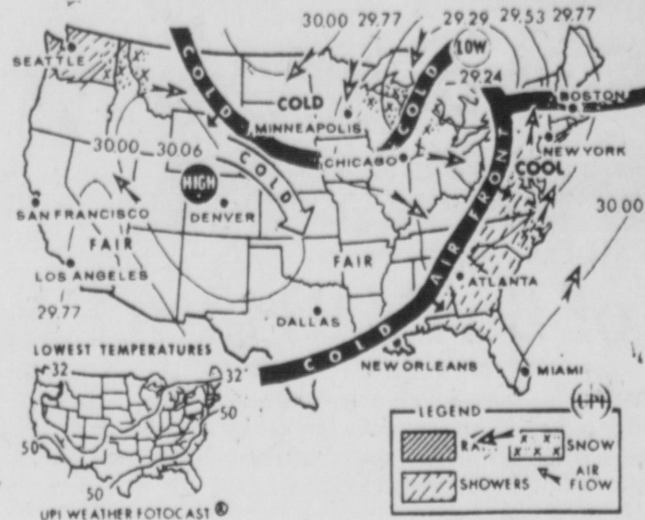 30.00 29.77 29.29 29.53 29.77
SEATTLE
LOW
COLD
COLD
29.24
COLD
BOSTON
MINNEAPOLIS
CHICAGO
NEW YORK
30.00 30.06
COLD
COOL
HIGH
SAN FRANCISCO
DENVER
30.00
FAIR
FAIR
COLD AIR FRONT
LOS ANGELES
ATLANTA
29.77
DALLAS
LOWEST TEMPERATURES
NEW ORLEANS
MIAMI
32
32
50
50
50
UPI WEATHER FOTOCAST ®
(UPI)
LEGEND
SNOW
SHOWERS
AIR
FLOW